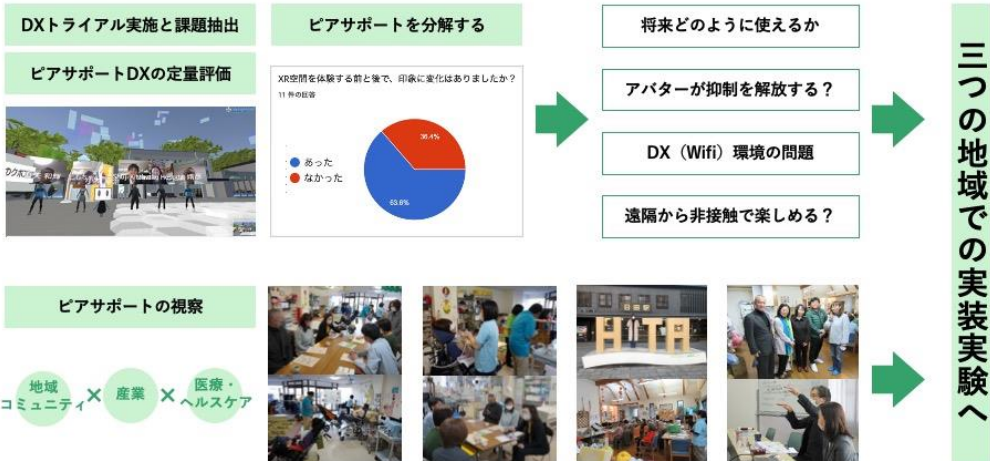 DXトライアル実施と課題抽出
ピアサポートDXの定量評価
ピアサポートを分解する
XR空間を体験する前と後で、印象に変化はありましたか？
11 件の回答
あった
なかった
36.4%
63.6%
将来どのように使えるか
アバターが抑制を解放する？
DX（Wifi）環境の問題
遠隔から非接触で楽しめる？
ピアサポートの視察
地域
コミュニティ
×
産業
×
医療・
ヘルスケア
日田駅
HITA
三つの地域での実装実験へ